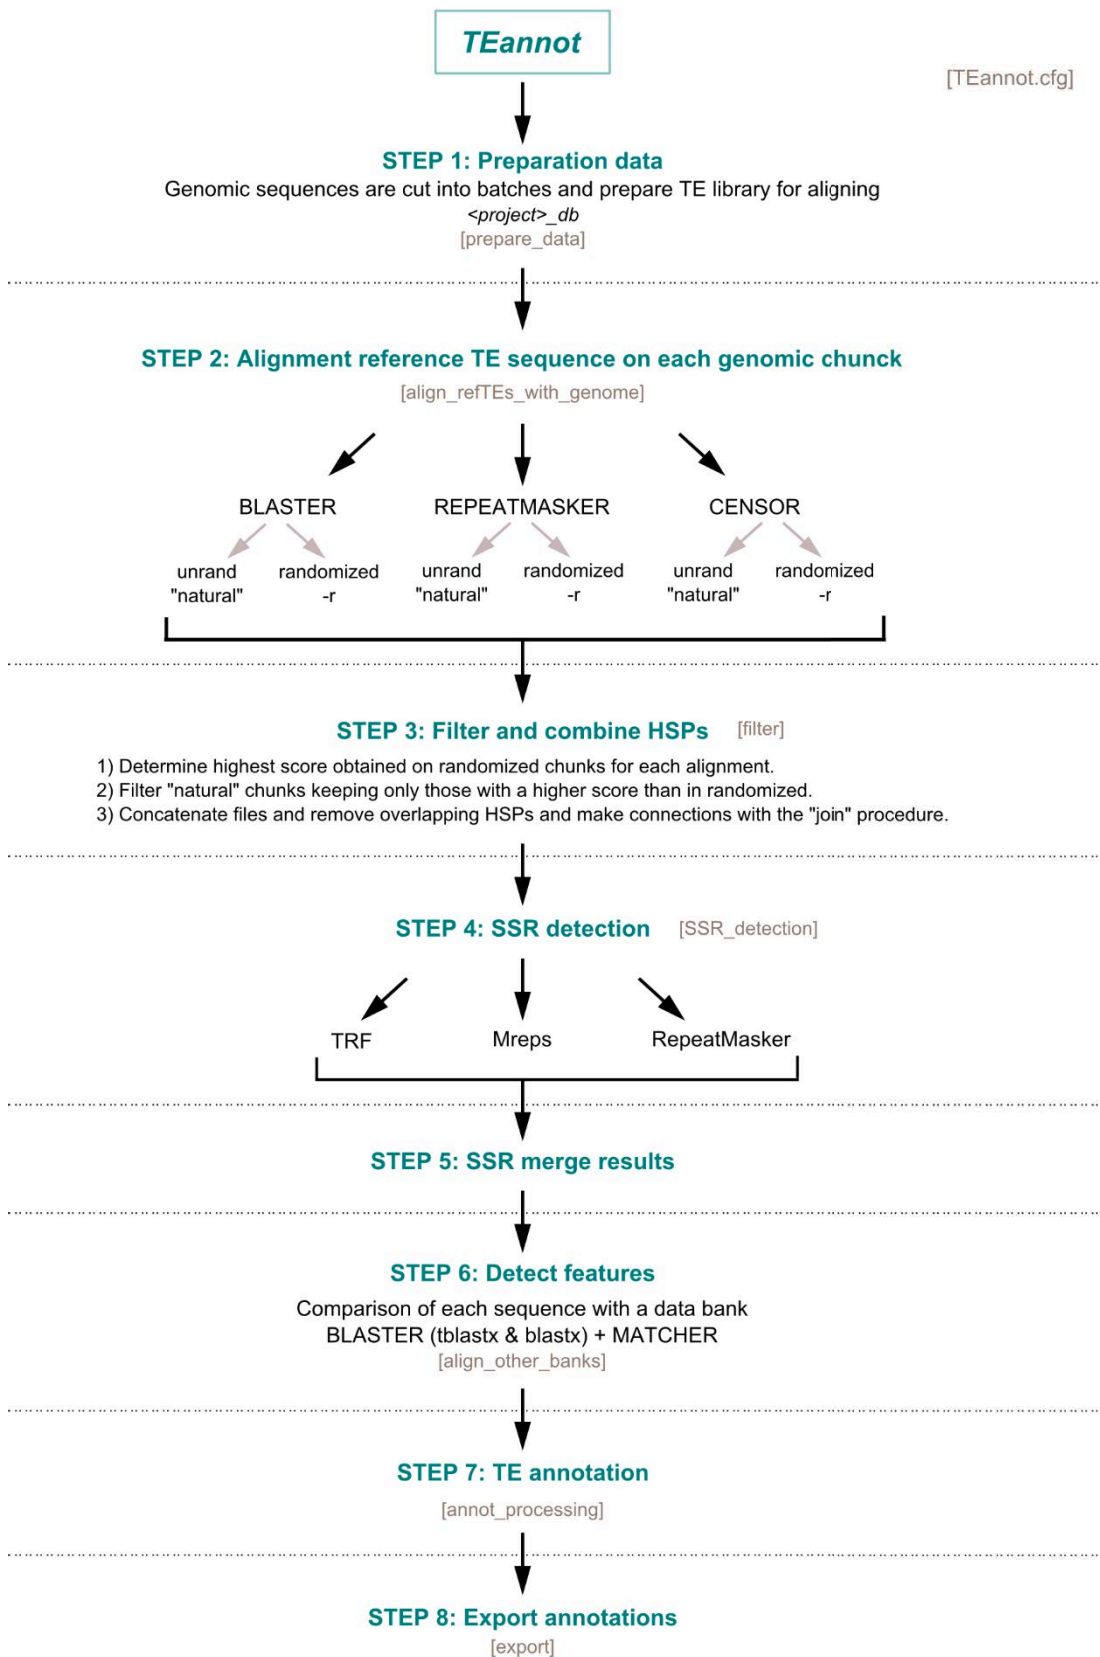 TEannot
[TEannot.cfg]
STEP 1: Preparation data
Genomic sequences are cut into batches and prepare TE library for aligning
<project>_db
[prepare_data]
STEP 2: Alignment reference TE sequence on each genomic chunck
[align_refTEs_with_genome]
BLASTER REPEATMASKER CENSOR
unrand randomized unrand randomized unrand randomized
"natural" -r "natural" -r "natural" -r
STEP 3: Filter and combine HSPs [filter]
1) Determine highest score obtained on randomized chunks for each alignment.
2) Filter "natural" chunks keeping only those with a higher score than in randomized.
3) Concatenate files and remove overlapping HSPs and make connections with the "join" procedure.
STEP 4: SSR detection [SSR_detection]
TRF Mreps RepeatMasker
STEP 5: SSR merge results
STEP 6: Detect features
Comparison of each sequence with a data bank
BLASTER (tblastx & blastx) + MATCHER
[align_other_banks]
STEP 7: TE annotation
[annot_processing]
STEP 8: Export annotations
[export]